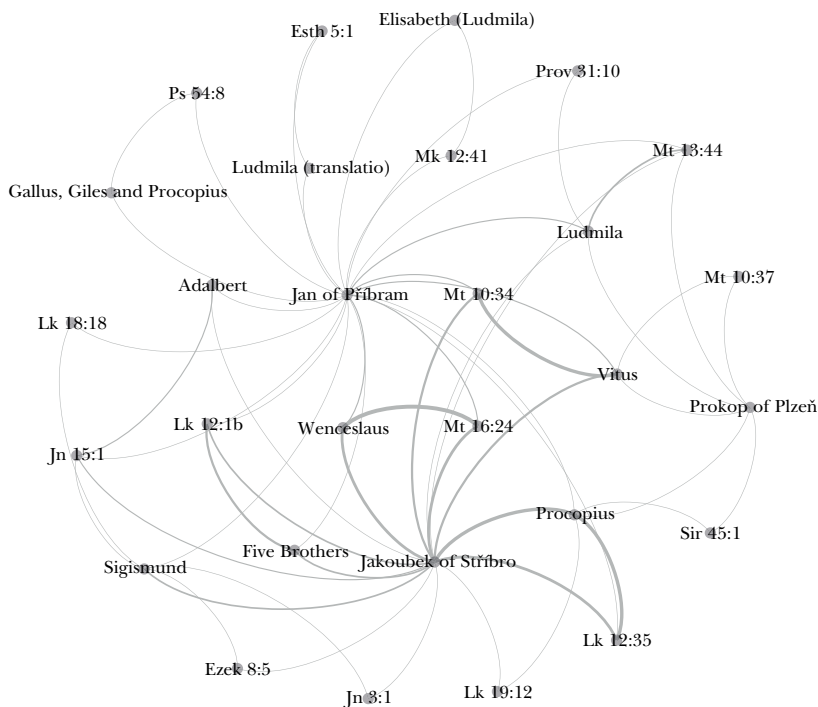 Elisabeth (Ludmila)
Esth 5:1
Prov 31:10
Ps 54:8
Mt 13:44
Ludmila (translatio)
Mk 12:41
Gallus, Giles and Procopius
Ludmila
Mt 10:37
Adalbert
Jan of Příbram
Mt 10:34
Lk 18:18
Vitus
Prokop of Plzeň
Lk 12:1b
Wenceslaus
Mt 16:24
Jn 15:1
Procopius
Sir 45:1
Five Brothers
Jakoubek of Stříbro
Sigismund
Lk 12:35
Ezek 8:5
Jn 3:1
Lk 19:12